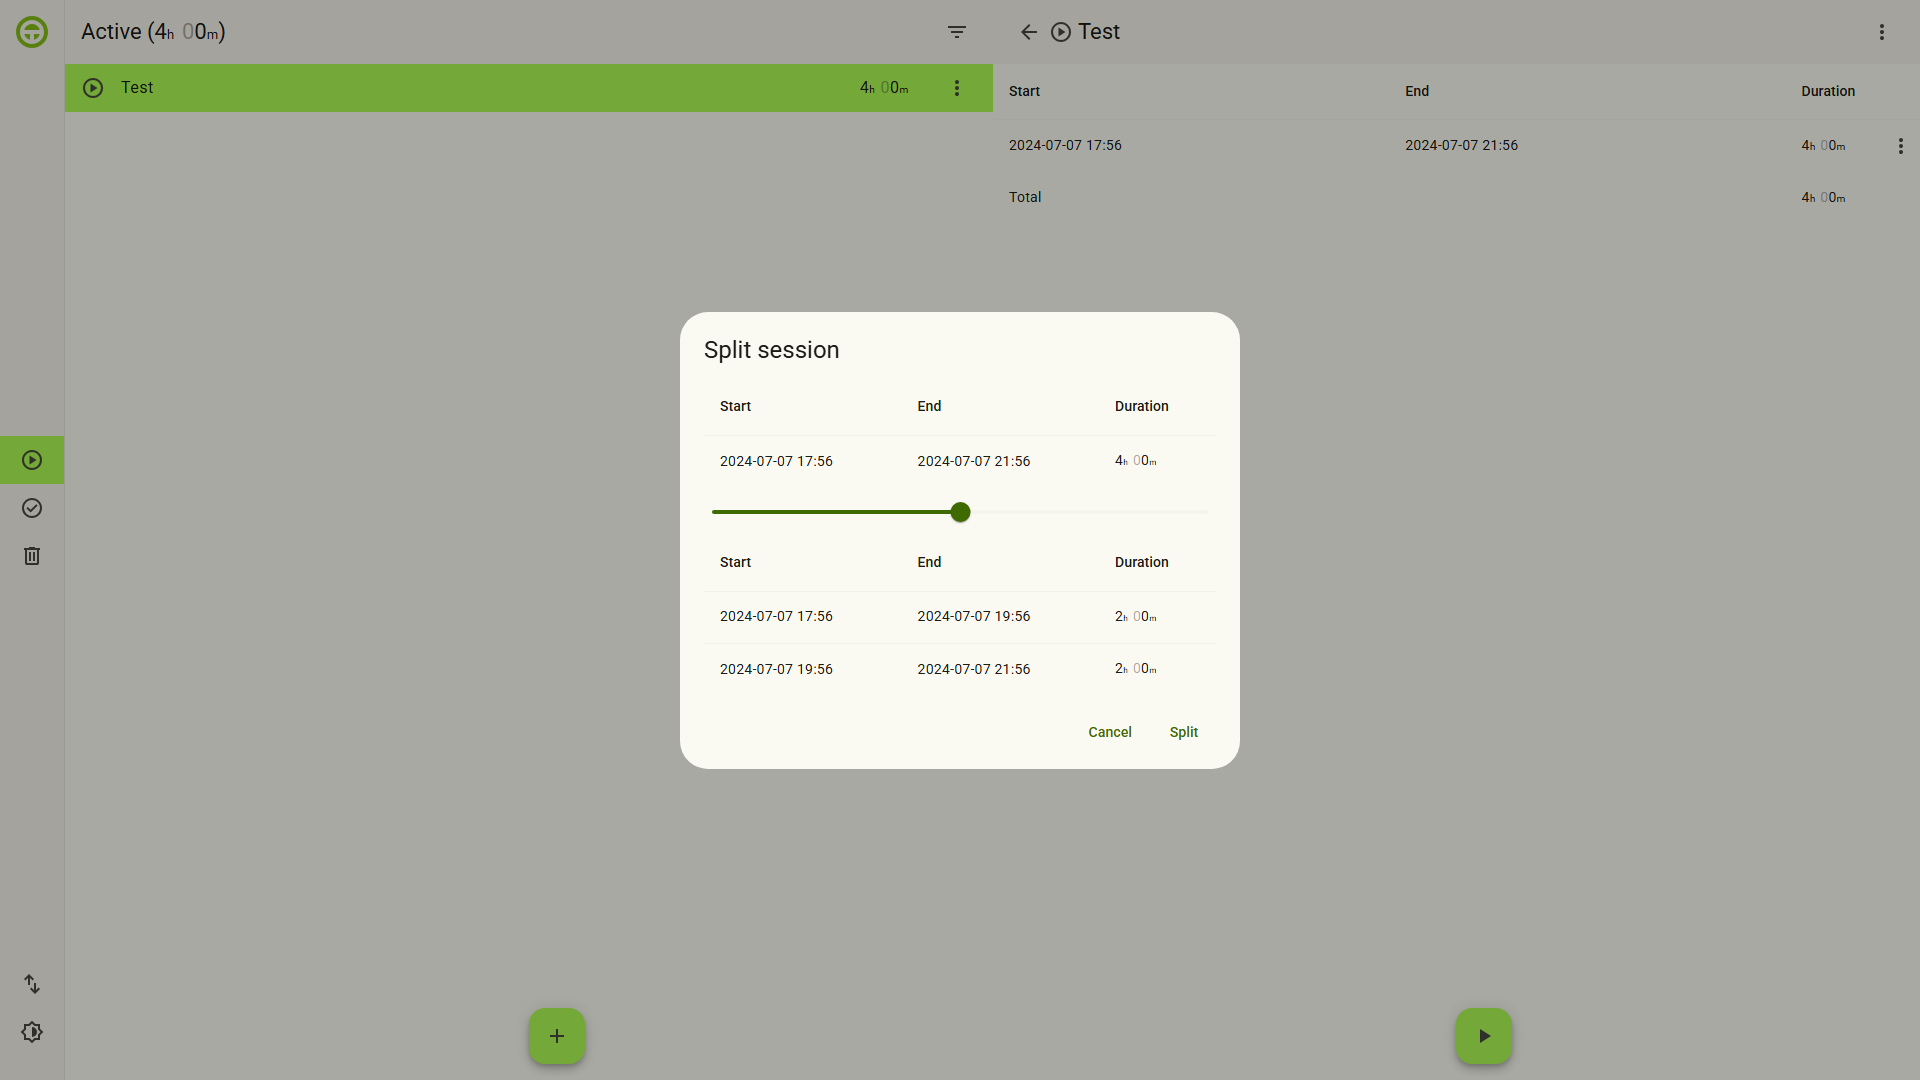 Active (4h 00m)
Test
Test 4h 00m
Start End Duration
2024-07-07 17:56 2024-07-07 21:56 4h 00m
Total 4h 00m
Split session
Start End Duration
2024-07-07 17:56 2024-07-07 21:56 4h 00m
Start End Duration
2024-07-07 17:56 2024-07-07 19:56 2h 00m
2024-07-07 19:56 2024-07-07 21:56 2h 00m
Cancel Split